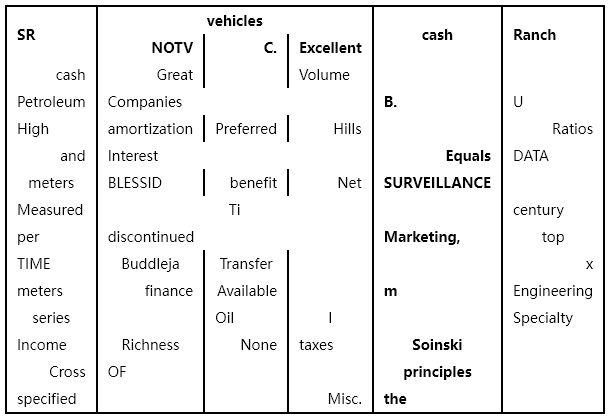 SR vehicles cash Ranch
NOTV C. Excellent
cash Great Volume
Petroleum Companies B. U
High amortization Preferred Hills Ratios
and Interest Equals DATA
meters BLESSID benefit Net SURVEILLANCE
Measured Ti century
per discontinued Marketing, top
TIME Buddleja Transfer x
meters finance Available m Engineering
series Oil I Specialty
Income Richness None taxes Soinski
Cross OF principles
specified Misc. the